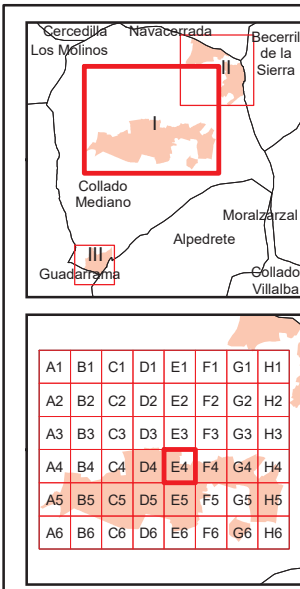 Cercedilla Navacerrada Becerril
Los Molinos de la
II Sierra
I
Collado
Mediano
Moralzarzal
Alpedrete
III
Guadarrama Collado
Villalba
A1 B1 C1 D1 E1 F1 G1 H1
A2 B2 C2 D2 E2 F2 G2 H2
A3 B3 C3 D3 E3 F3 G3 H3
A4 B4 C4 D4 E4 F4 G4 H4
A5 B5 C5 D5 E5 F5 G5 H5
A6 B6 C6 D6 E6 F6 G6 H6